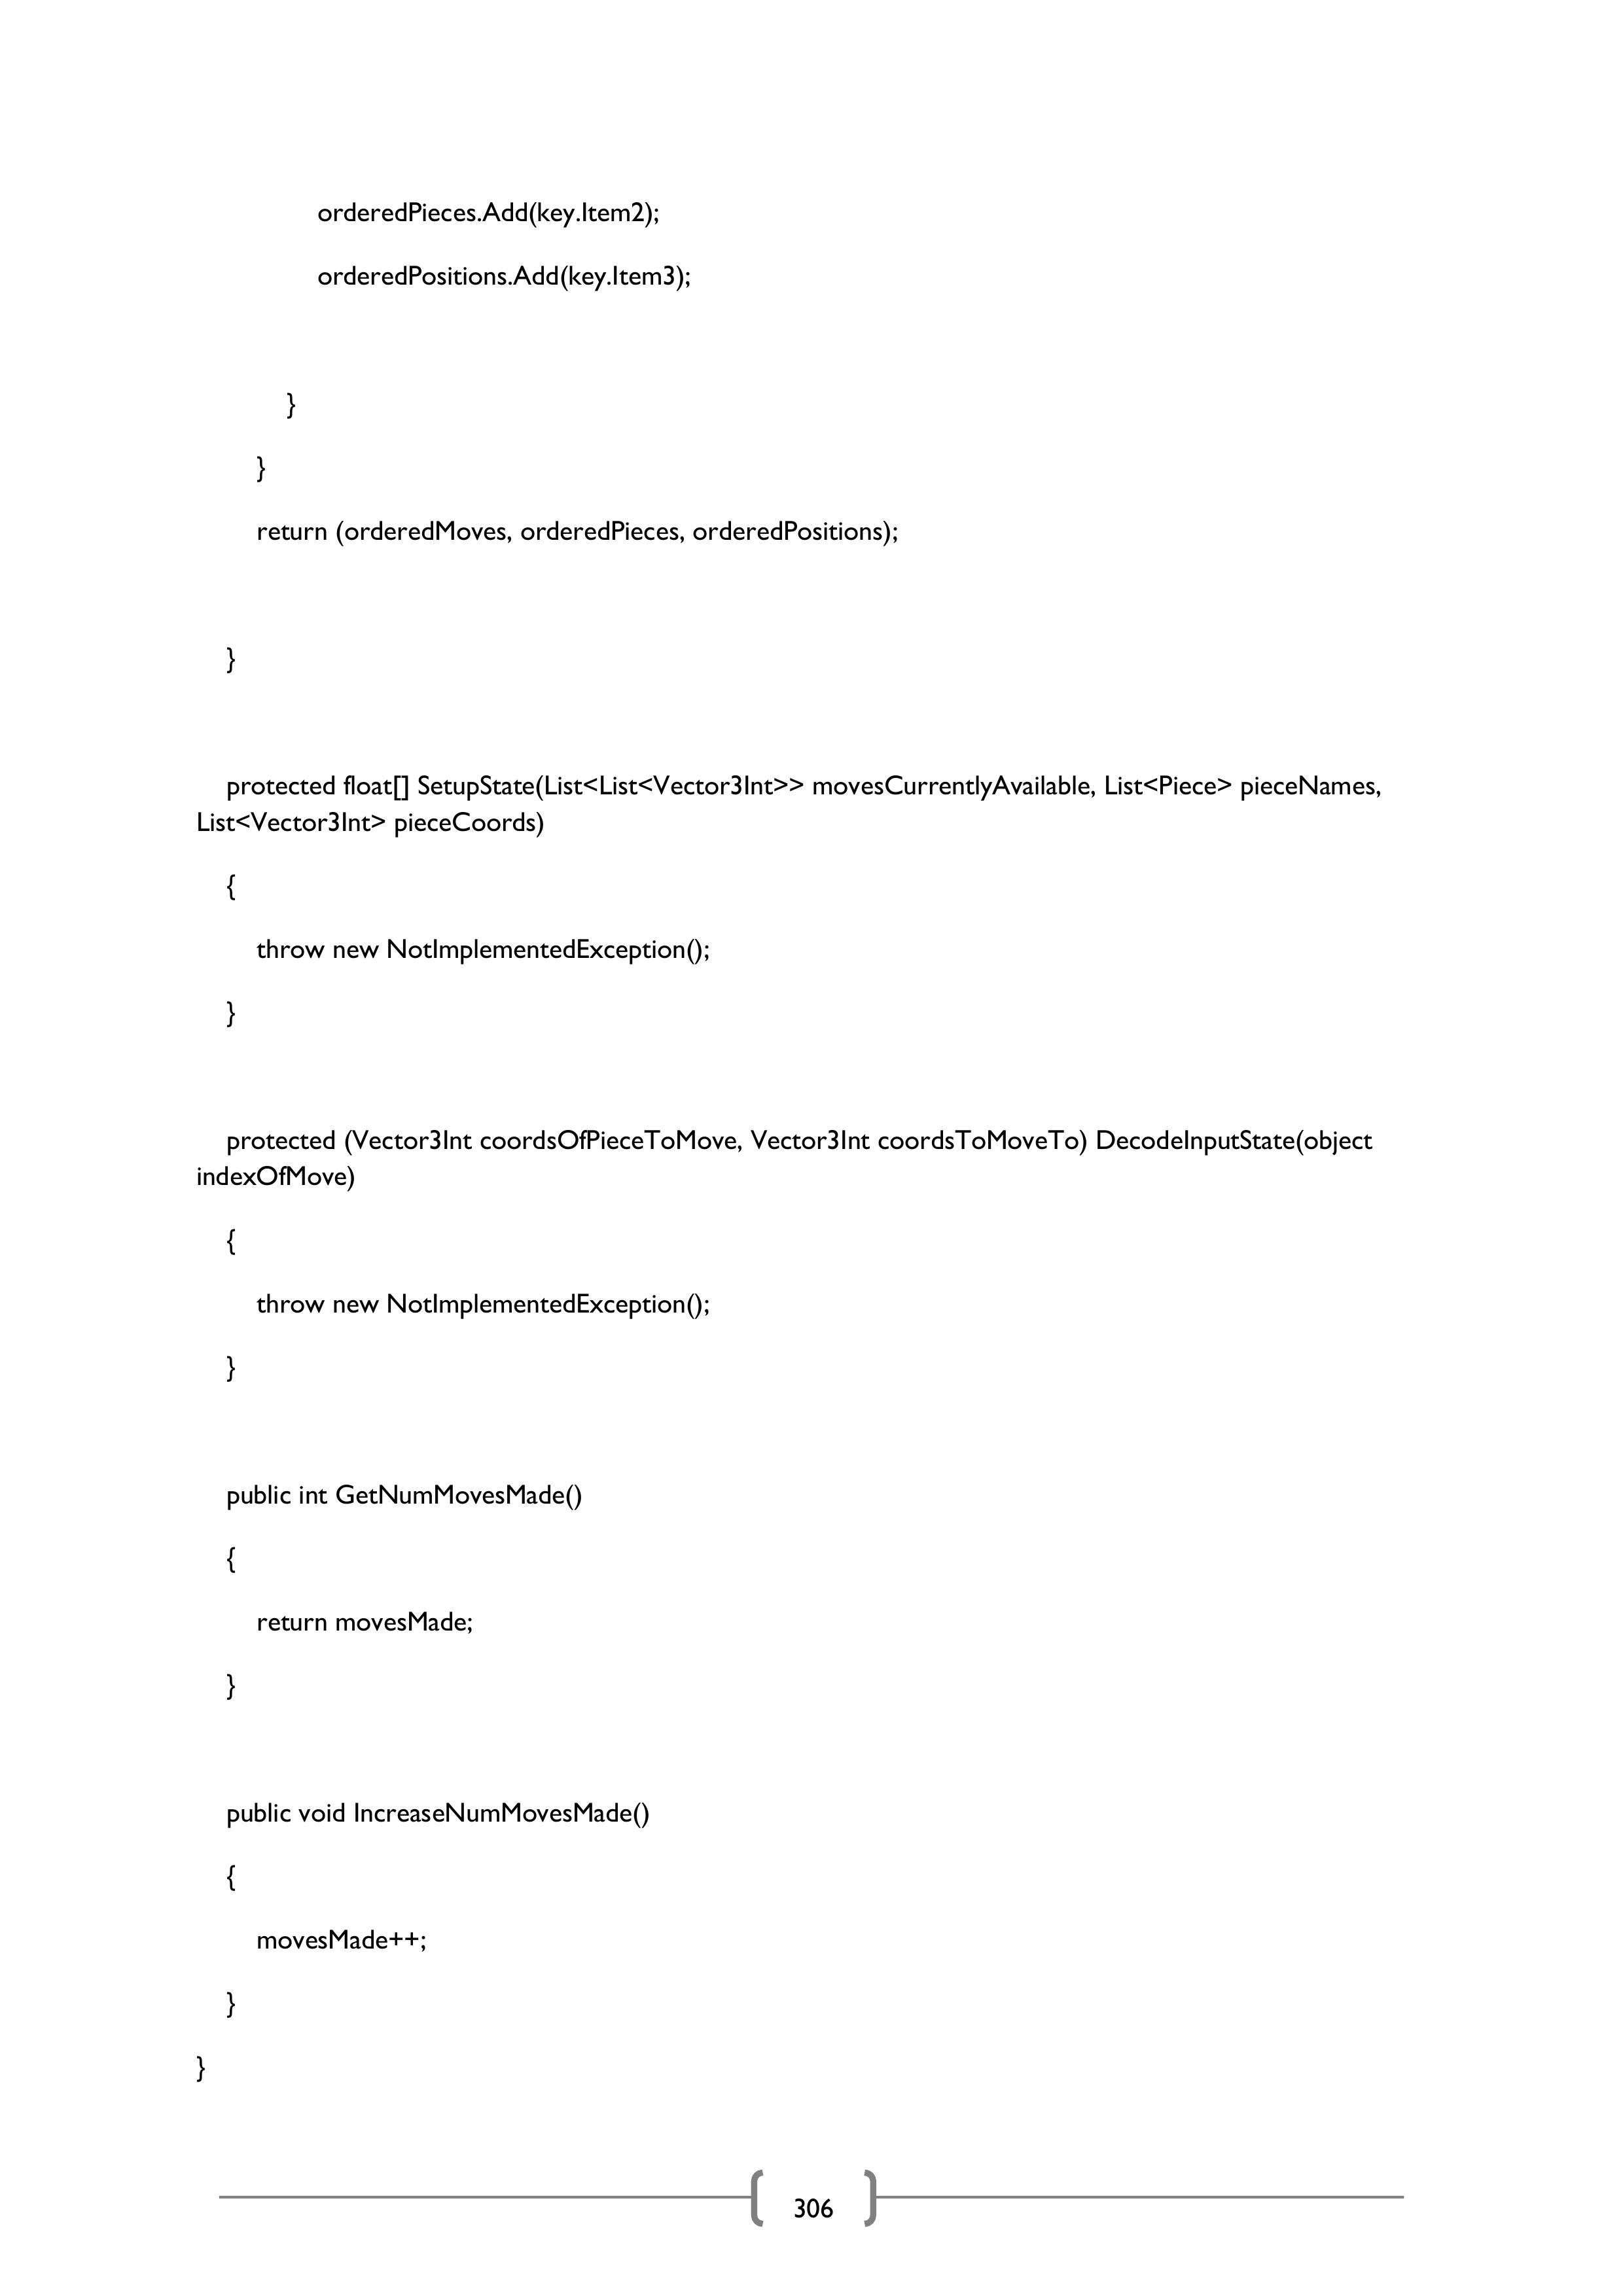 orderedPieces.Add(key.Item2);
orderedPositions.Add(key.Item3);
}
}
return (orderedMoves, orderedPieces, orderedPositions);
}
protected float[] SetupState(List<List<Vector3Int>> movesCurrentlyAvailable, List<Piece> pieceNames,
List<Vector3Int> pieceCoords)
{
throw new NotImplementedException();
}
protected (Vector3Int coordsOfPieceToMove, Vector3Int coordsToMoveTo) DecodeInputState(object
indexOfMove)
{
throw new NotImplementedException();
}
public int GetNumMovesMade()
{
return movesMade;
}
public void IncreaseNumMovesMade()
{
movesMade++;
}
}
306